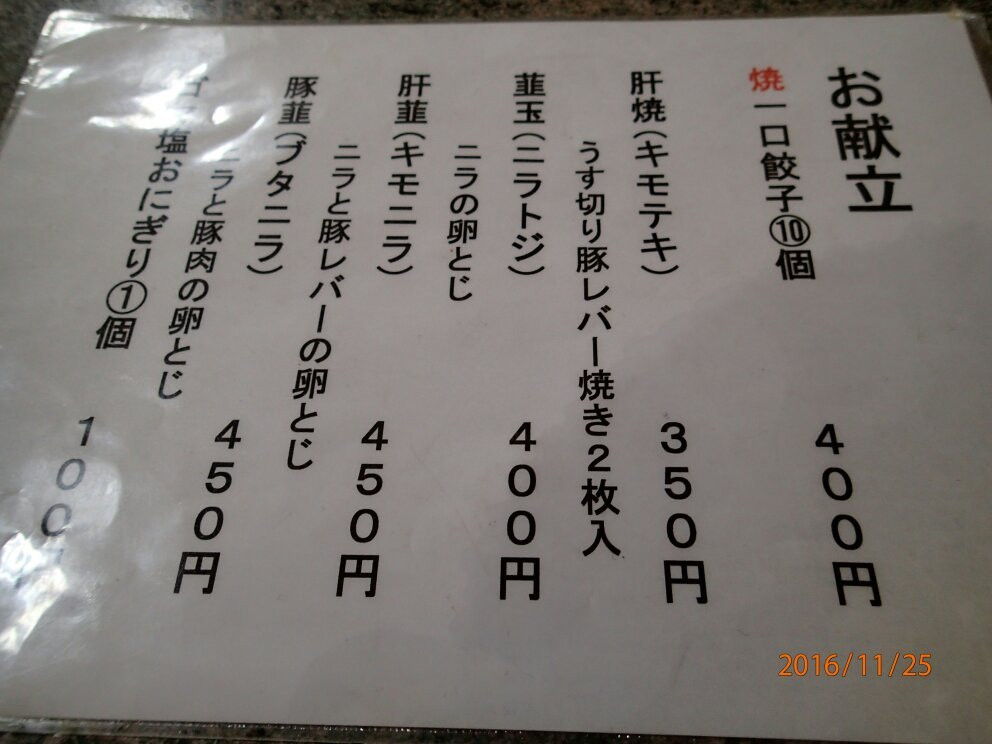 お献立
焼一口餃子⑩個 400円
肝焼(キモテキ) 350円
うす切り豚レバー焼き2枚入
韮玉(ニラトジ) 400円
ニラの卵とじ
肝韮(キモニラ) 450円
ニラと豚レバーの卵とじ
豚韮(ブタニラ) 450円
ニラと豚肉の卵とじ
塩おにぎり①個 100
2016/11/25